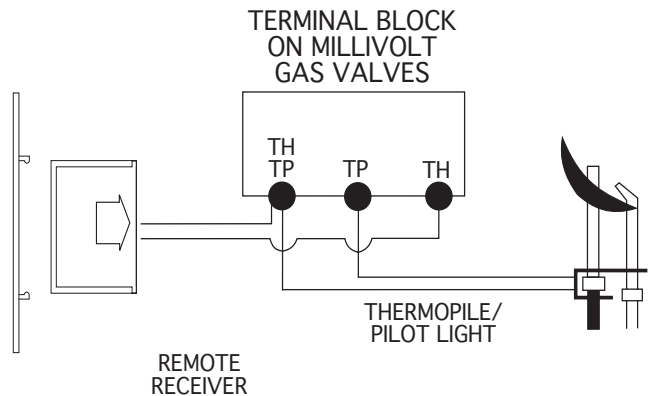 TERMINAL BLOCK
ON MILLIVOLT
GAS VALVES
TH
TP
TP
TH
THERMOPILE/
PILOT LIGHT
REMOTE
RECEIVER